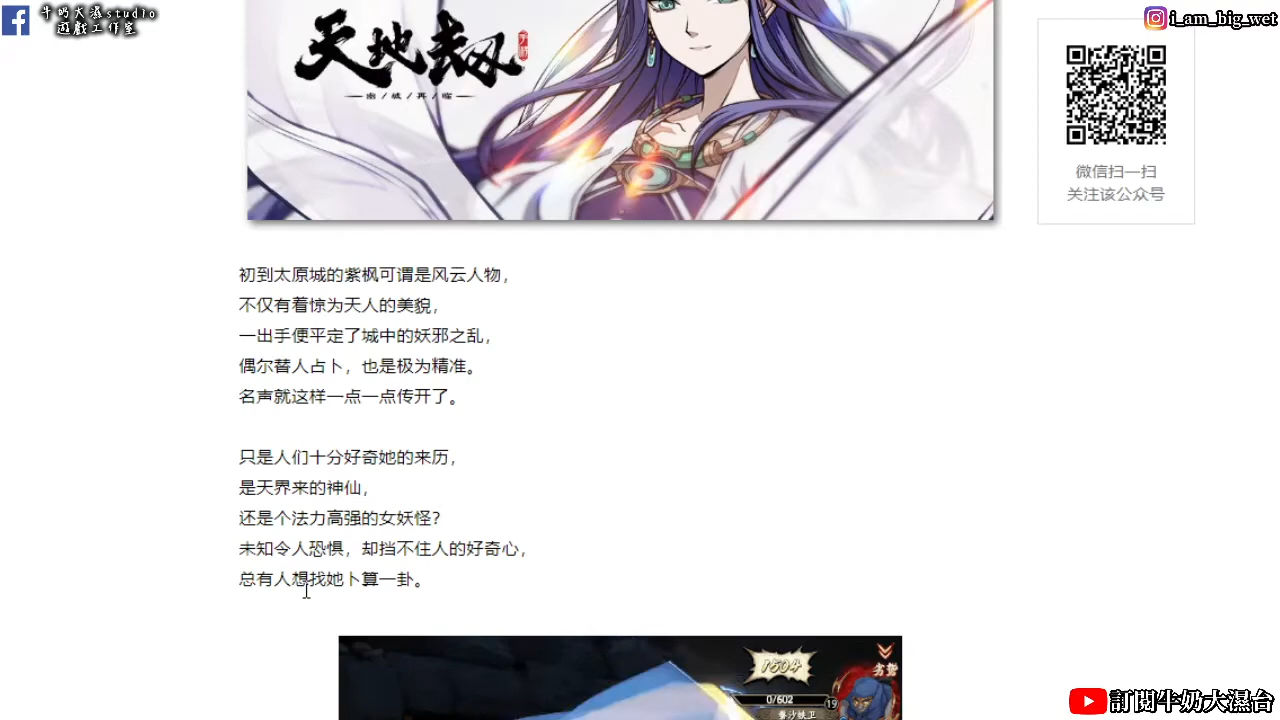 牛奶大濕studio
遊戲工作室
i_am_big_wet
天地劫
手游
幽/城/再/临
微信扫一扫
关注该公众号
初到太原城的紫枫可谓是风云人物，
不仅有着惊为天人的美貌，
一出手便平定了城中的妖邪之乱，
偶尔替人占卜，也是极为精准。
名声就这样一点一点传开了。
只是人们十分好奇她的来历，
是天界来的神仙，
还是个法力高强的女妖怪？
未知令人恐惧，却挡不住人的好奇心，
总有人想找她卜算一卦。
1504
劣势
0/602
19
訂閱牛奶大濕台